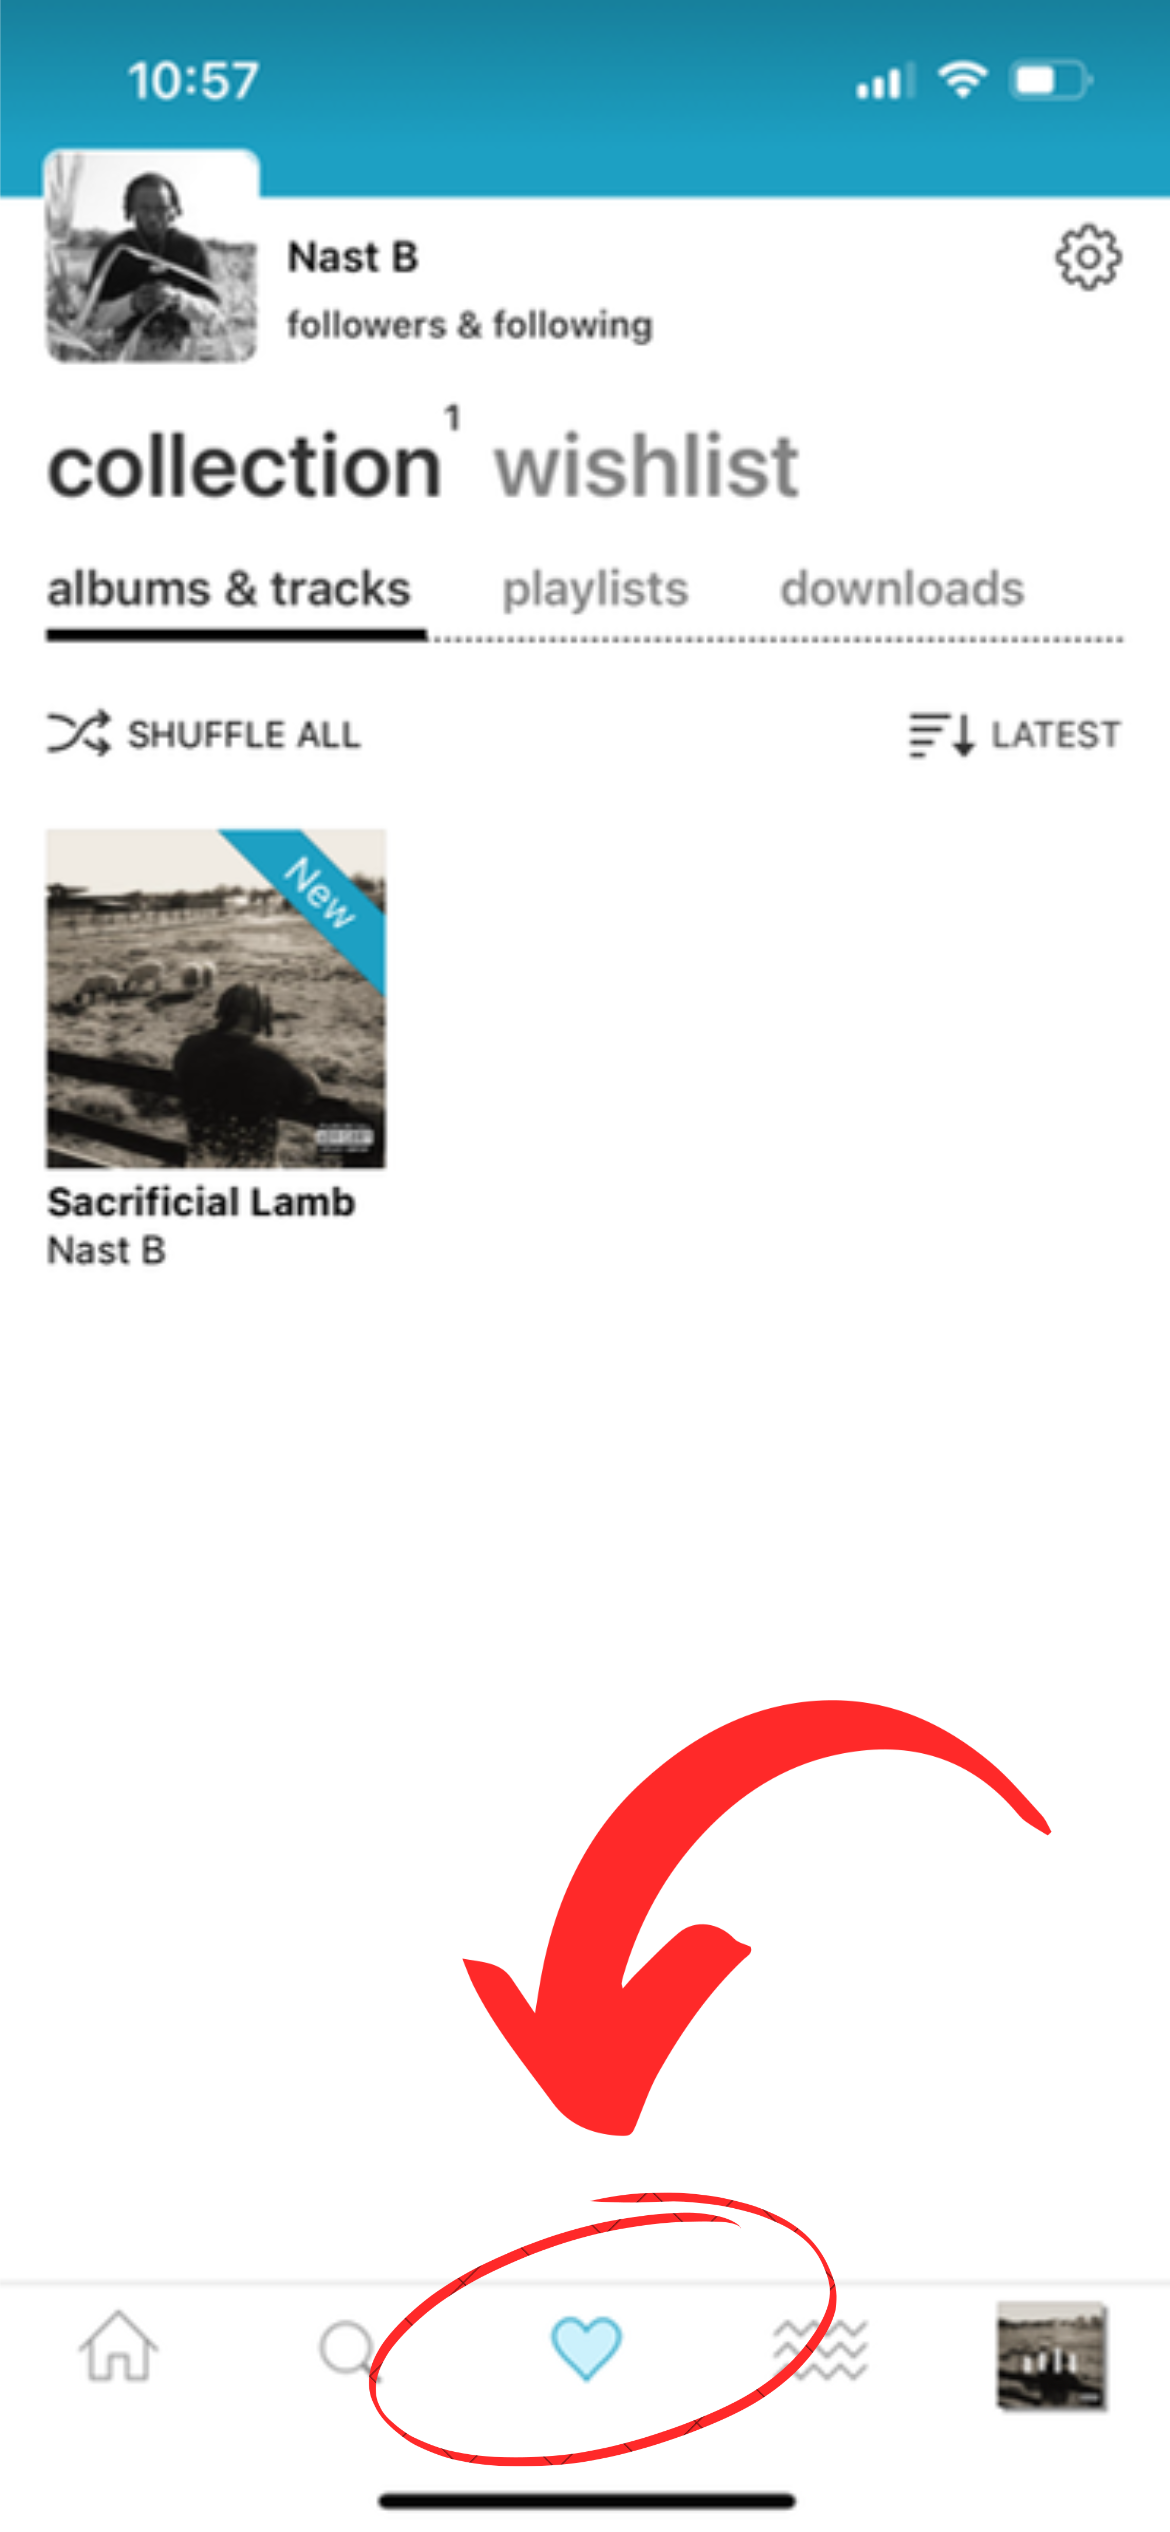 10:57
Nast B
followers & following
collection 1 wishlist
albums & tracks playlists downloads
SHUFFLE ALL LATEST
New
Sacrificial Lamb
Nast B